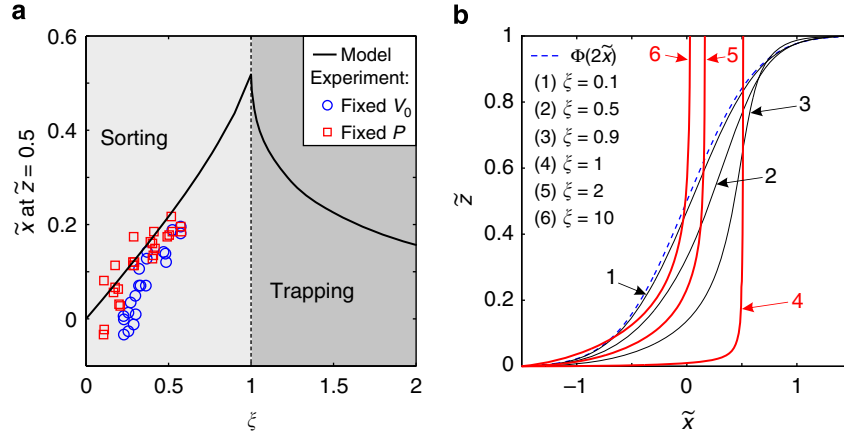 a
0.6
0.4
0.2
0
0
0.5
1
1.5
2
x̃ at z̃ = 0.5
ξ
Sorting
Trapping
Model
Experiment:
Fixed V₀
Fixed P
b
1
0.8
0.6
0.4
0.2
0
−1
0
1
z̃
x̃
Φ(2x̃)
(1) ξ = 0.1
(2) ξ = 0.5
(3) ξ = 0.9
(4) ξ = 1
(5) ξ = 2
(6) ξ = 10
6
5
3
2
1
4